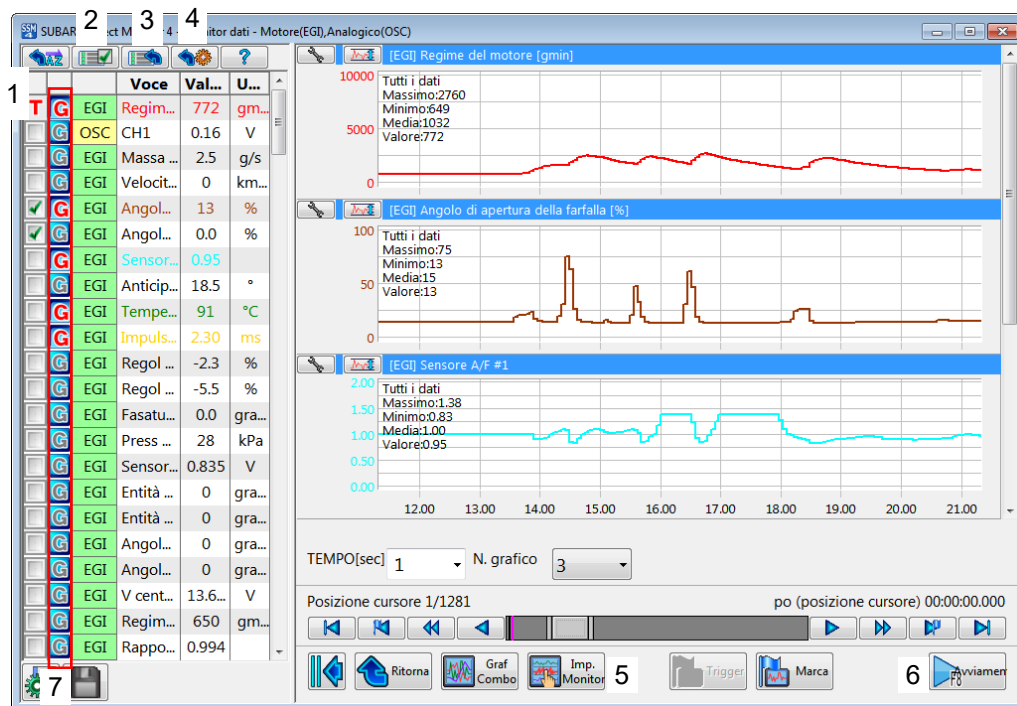 SUBAR
ect M
r 4 -
nitor dati - Motore(EGI),Analogico(OSC)
2 3 4
AZ ?
1
Voce Val... U...
T G EGI Regim... 772 gm...
G OSC CH1 0.16 V
G EGI Massa ... 2.5 g/s
G EGI Velocit... 0 km...
G EGI Angol... 13 %
G EGI Angol... 0.0 %
G EGI Sensor... 0.95
G EGI Anticip... 18.5 °
G EGI Tempe... 91 °C
G EGI Impuls... 2.30 ms
G EGI Regol ... -2.3 %
G EGI Regol ... -5.5 %
G EGI Fasatu... 0.0 gra...
G EGI Press ... 28 kPa
G EGI Sensor... 0.835 V
G EGI Entità ... 0 gra...
G EGI Entità ... 0 gra...
G EGI Angol... 0 gra...
G EGI Angol... 0 gra...
G EGI V cent... 13.6... V
G EGI Regim... 650 gm...
G EGI Rappo... 0.994
7
[EGI] Regime del motore [gmin]
10000
5000
0
Tutti i dati
Massimo:2760
Minimo:649
Media:1032
Valore:772
[EGI] Angolo di apertura della farfalla [%]
100
50
0
Tutti i dati
Massimo:75
Minimo:13
Media:15
Valore:13
[EGI] Sensore A/F #1
2.00
1.50
1.00
0.50
0.00
Tutti i dati
Massimo:1.38
Minimo:0.83
Media:1.00
Valore:0.95
12.00 13.00 14.00 15.00 16.00 17.00 18.00 19.00 20.00 21.00
TEMPO[sec] 1 N. grafico 3
Posizione cursore 1/1281 po (posizione cursore) 00:00:00.000
Ritorna
Graf
Combo
Imp.
Monitor
5
Trigger
Marca
6
Avviamen
F8